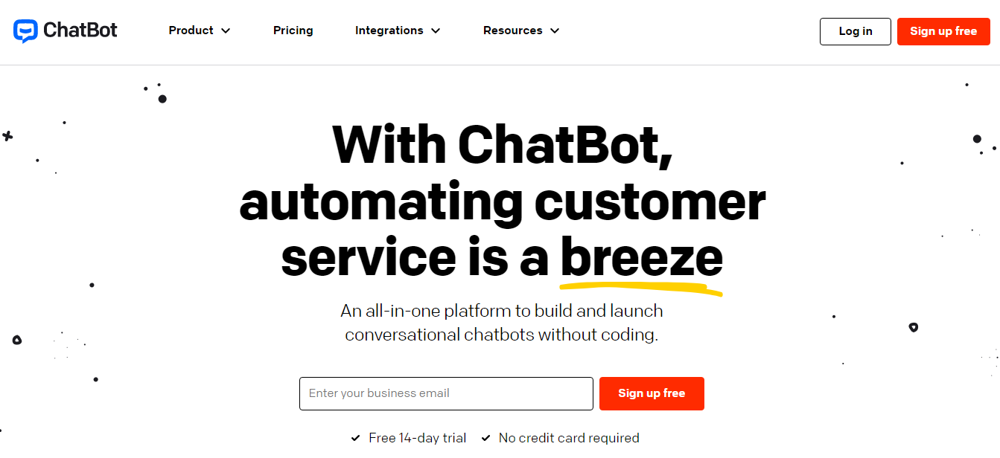 ChatBot
Product
Pricing
Integrations
Resources
Log in
Sign up free
With ChatBot,
automating customer
service is a breeze
An all-in-one platform to build and launch
conversational chatbots without coding.
Enter your business email
Sign up free
Free 14-day trial
No credit card required